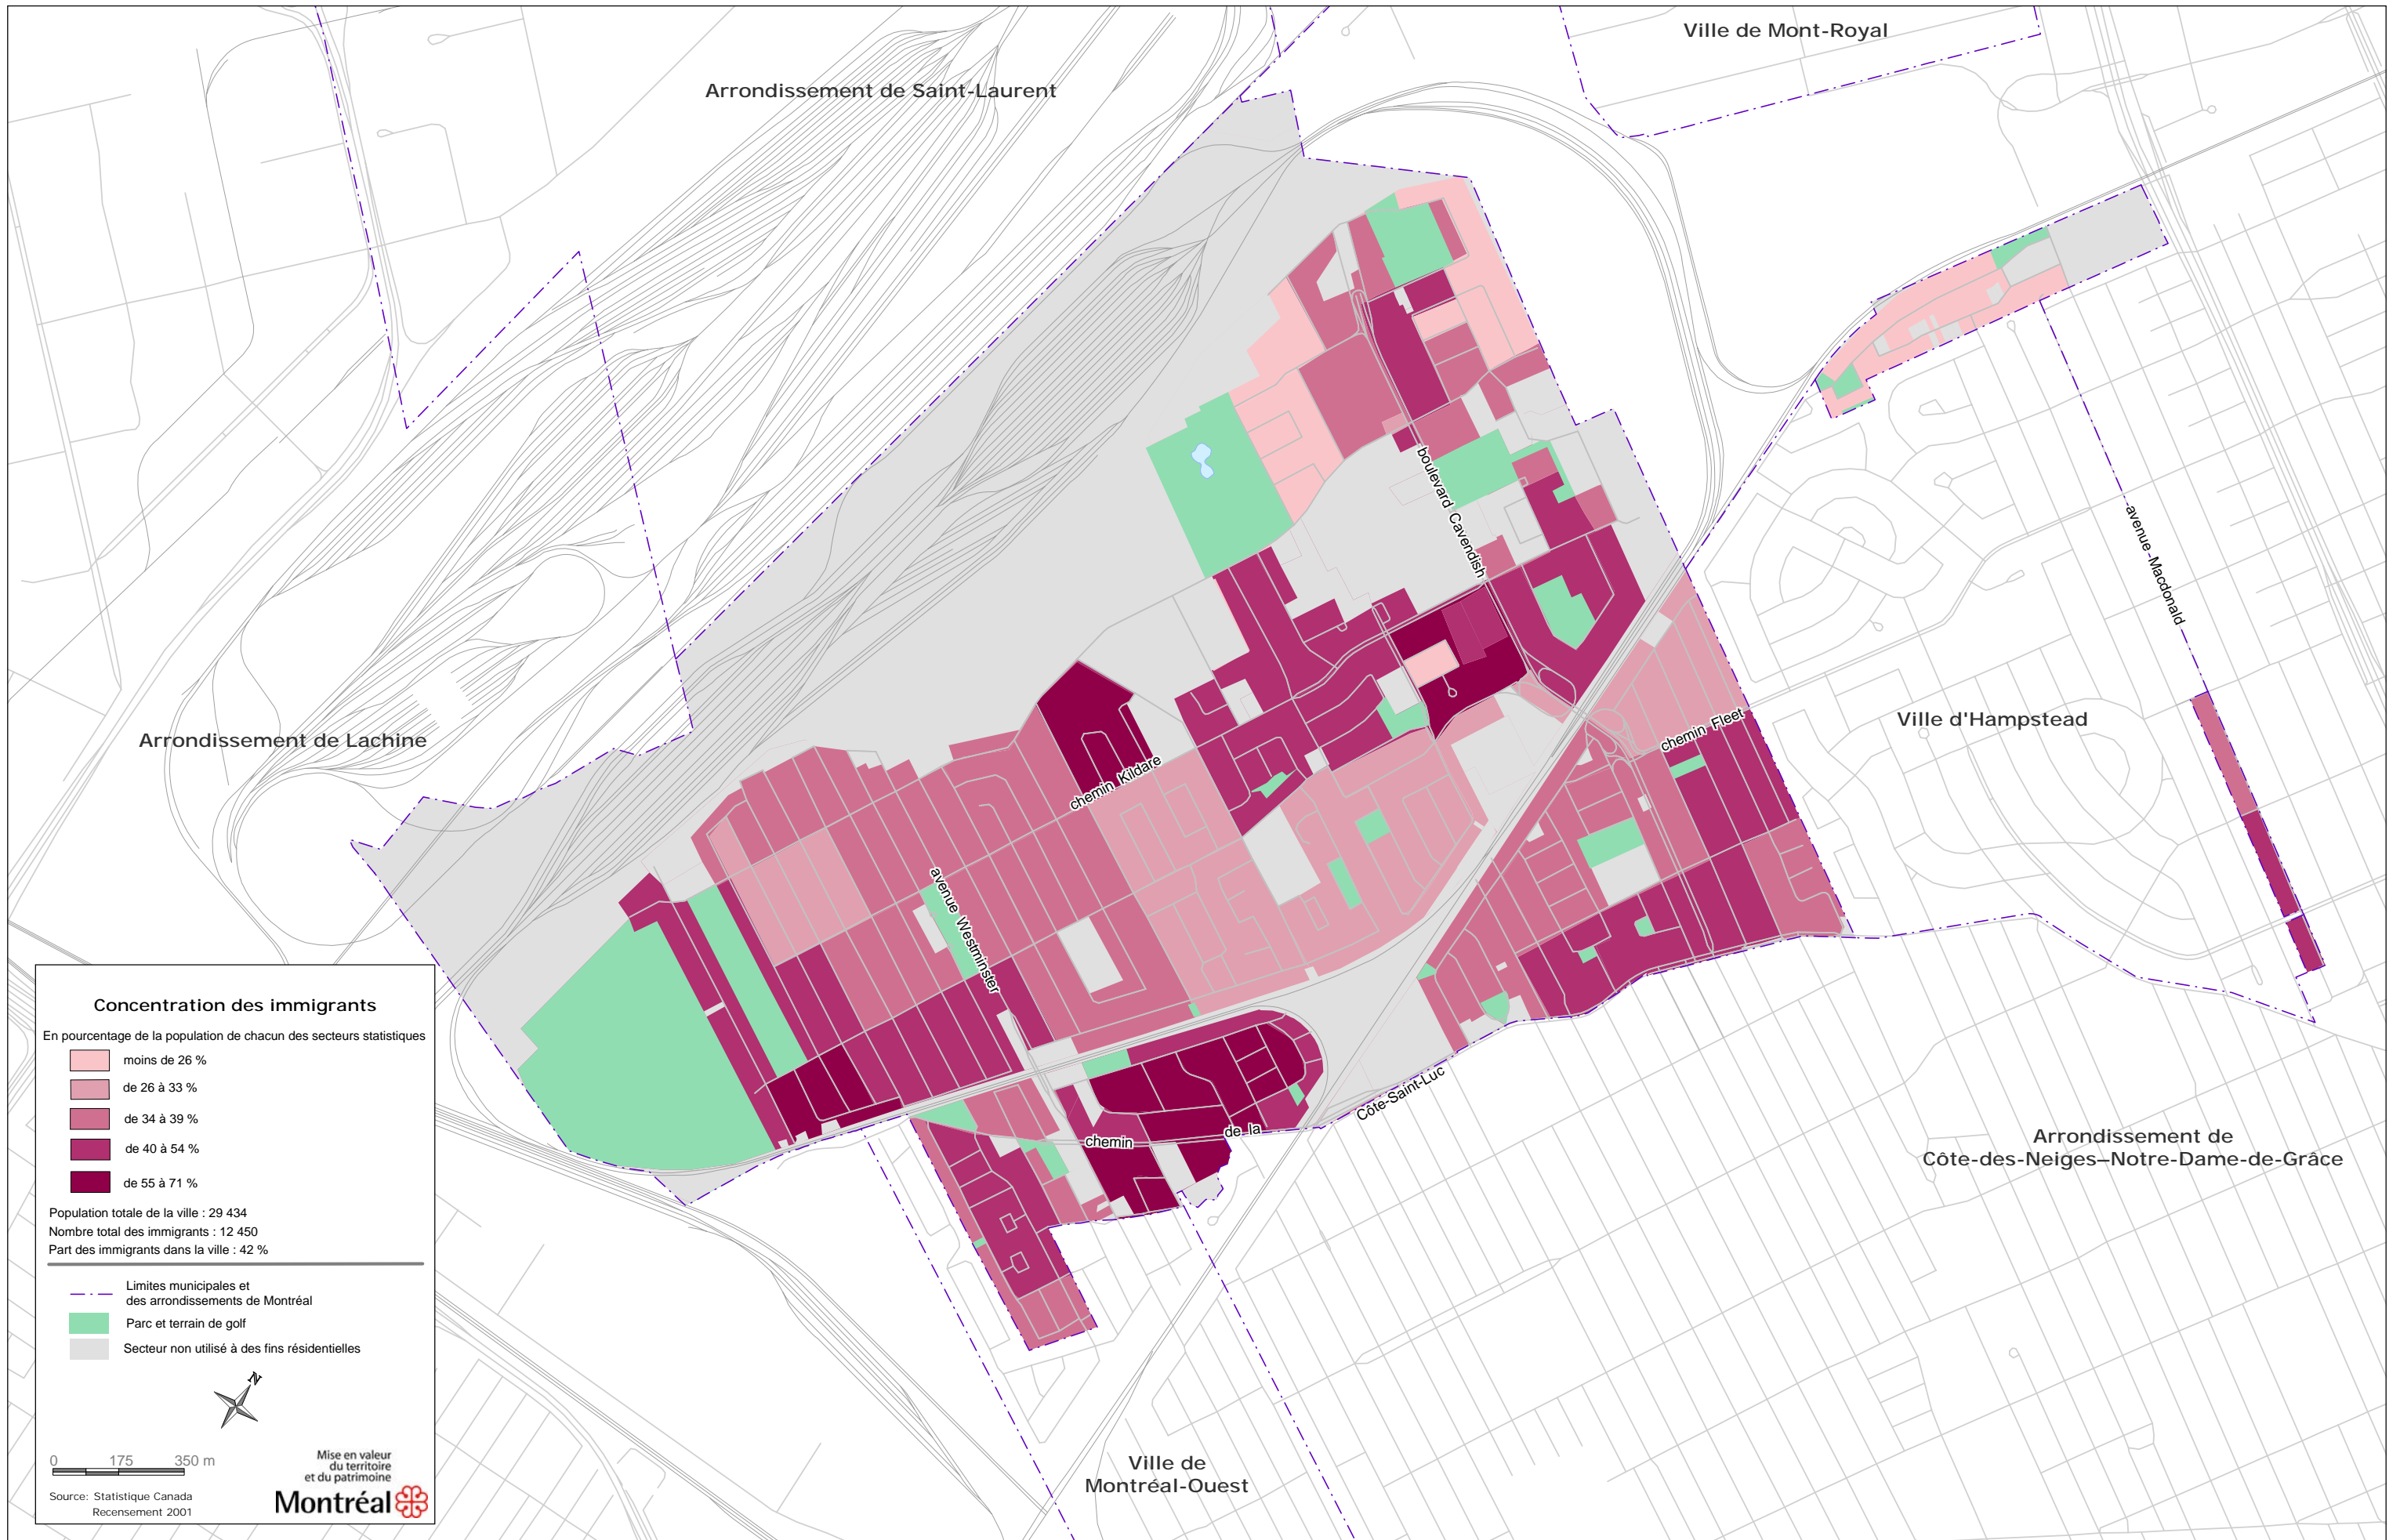 Ville de Mont-Royal
Arrondissement de Saint-Laurent
boulevard Cavendish
avenue Macdonald
Ville d'Hampstead
chemin Fleet
Arrondissement de Lachine
chemin Kildare
avenue Westminster
chemin de la Côte-Saint-Luc
Arrondissement de
Côte-des-Neiges–Notre-Dame-de-Grâce
Ville de
Montréal-Ouest
Concentration des immigrants
En pourcentage de la population de chacun des secteurs statistiques
moins de 26 %
de 26 à 33 %
de 34 à 39 %
de 40 à 54 %
de 55 à 71 %
Population totale de la ville : 29 434
Nombre total des immigrants : 12 450
Part des immigrants dans la ville : 42 %
Limites municipales et
des arrondissements de Montréal
Parc et terrain de golf
Secteur non utilisé à des fins résidentielles
N
0 175 350 m
Source: Statistique Canada
Recensement 2001
Mise en valeur
du territoire
et du patrimoine
Montréal